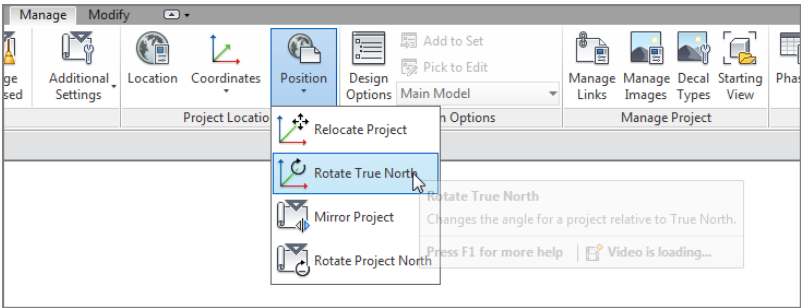 Manage Modify
ge
sed
Additional
Settings
Location
Coordinates
Position
Design
Options
Add to Set
Pick to Edit
Main Model
Manage
Links
Manage
Images
Decal
Types
Starting
View
Phas
Project Locatio
n Options
Manage Project
Relocate Project
Rotate True North
Mirror Project
Rotate Project North
Rotate True North
Changes the angle for a project relative to True North.
Press F1 for more help
Video is loading...